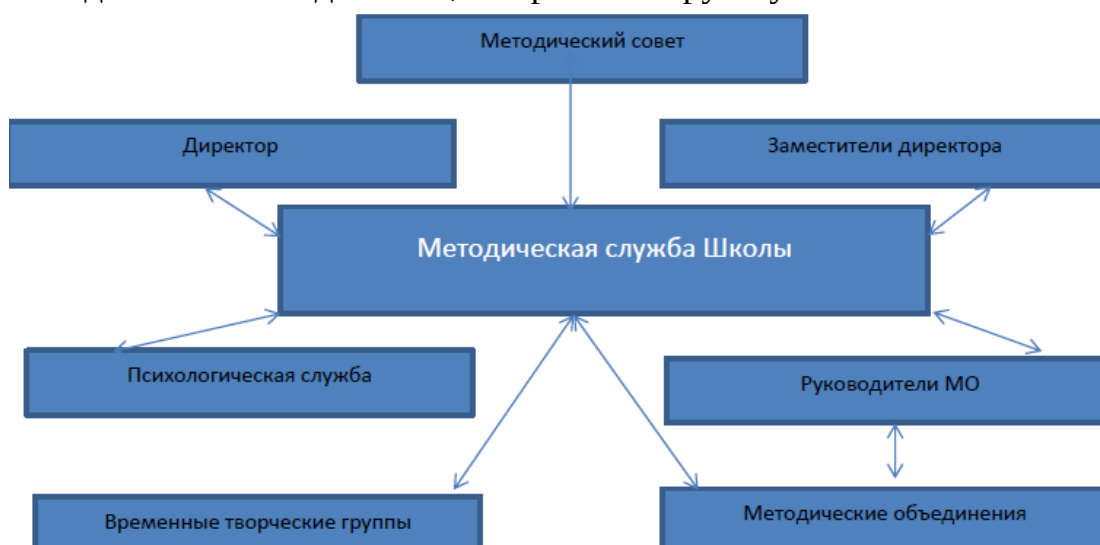 Методический совет
Директор
Заместители директора
Методическая служба Школы
Психологическая служба
Руководители МО
Временные творческие группы
Методические объединения